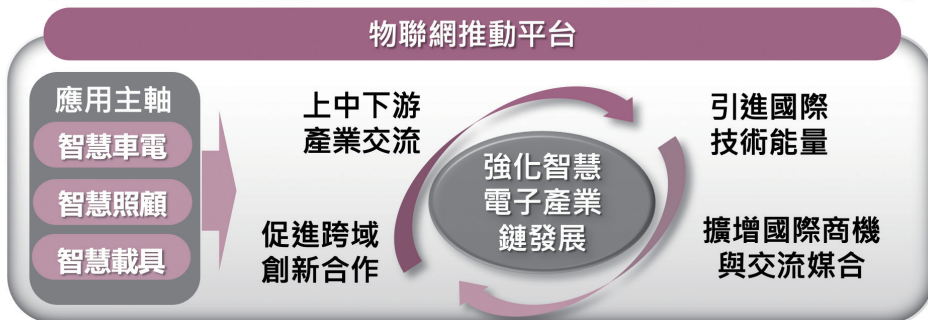 物聯網推動平台
應用主軸
智慧車電
智慧照顧
智慧載具
上中下游
產業交流
促進跨域
創新合作
強化智慧
電子產業
鏈發展
引進國際
技術能量
擴增國際商機
與交流媒合